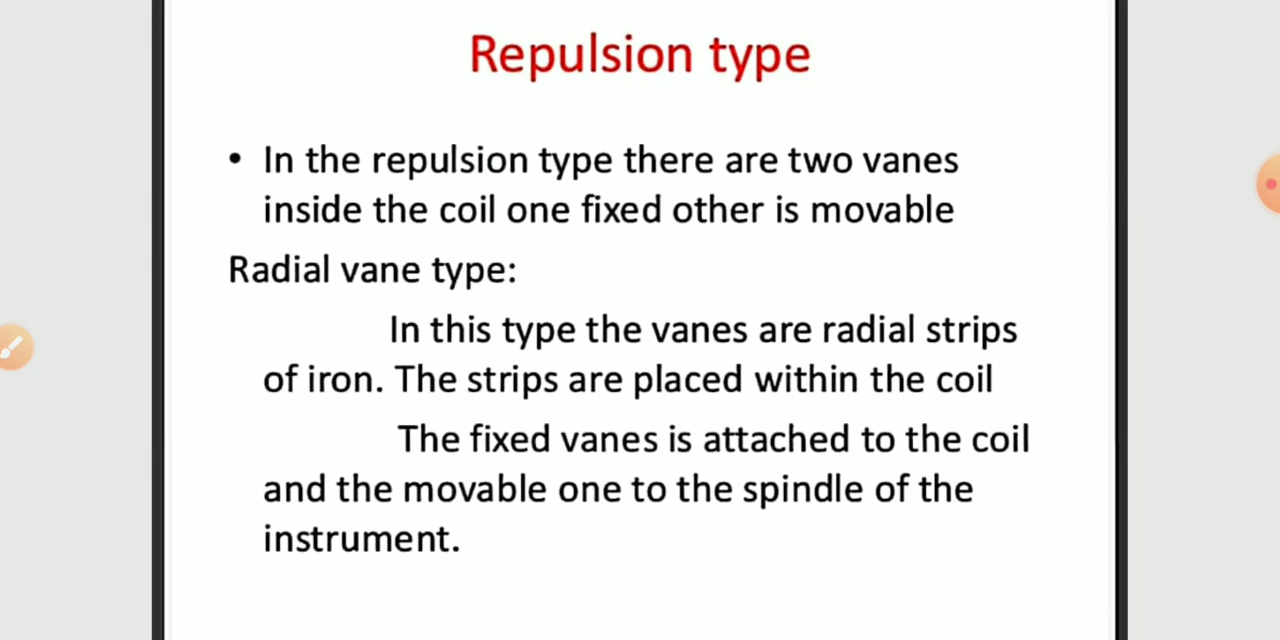 Repulsion type
• In the repulsion type there are two vanes
inside the coil one fixed other is movable
Radial vane type:
In this type the vanes are radial strips
of iron. The strips are placed within the coil
The fixed vanes is attached to the coil
and the movable one to the spindle of the
instrument.